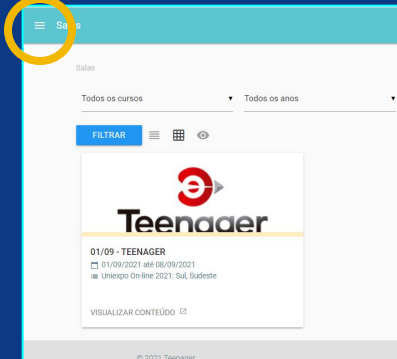 Salas
Salas
Todos os cursos Todos os anos
FILTRAR
Teenager
01/09 - TEENAGER
01/09/2021 até 08/09/2021
Uniexpo On-line 2021: Sul, Sudeste
VISUALIZAR CONTEÚDO
© 2021 Teenager